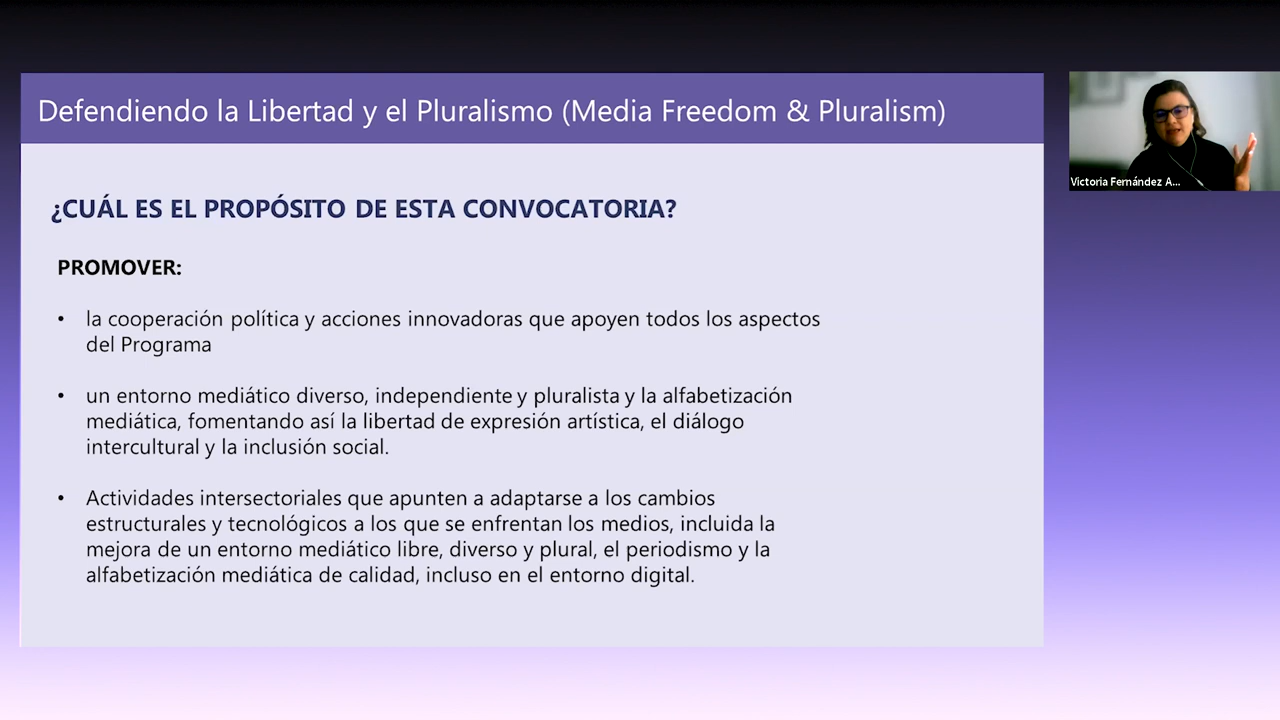 Defendiendo la Libertad y el Pluralismo (Media Freedom & Pluralism)
¿CUÁL ES EL PROPÓSITO DE ESTA CONVOCATORIA?
PROMOVER:
• la cooperación política y acciones innovadoras que apoyen todos los aspectos
del Programa
• un entorno mediático diverso, independiente y pluralista y la alfabetización
mediática, fomentando así la libertad de expresión artística, el diálogo
intercultural y la inclusión social.
• Actividades intersectoriales que apunten a adaptarse a los cambios
estructurales y tecnológicos a los que se enfrentan los medios, incluida la
mejora de un entorno mediático libre, diverso y plural, el periodismo y la
alfabetización mediática de calidad, incluso en el entorno digital.
Victoria Fernández A...